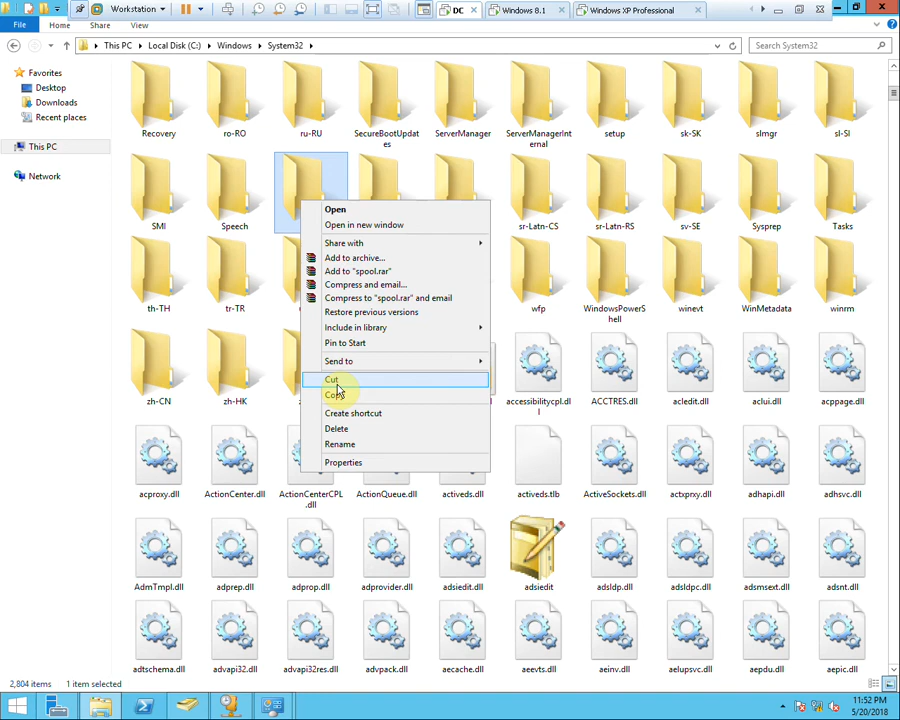 Workstation
DC
Windows 8.1
Windows XP Professional
File
Home
Share
View
This PC
Local Disk (C:)
Windows
System32
Search System32
Favorites
Desktop
Downloads
Recent places
This PC
Network
Recovery
ro-RO
ru-RU
SecureBootUpdat
es
ServerManager
ServerManagerInt
ernal
setup
sk-SK
slmgr
sl-SI
SMI
Speech
sr-Latn-CS
sr-Latn-RS
sv-SE
Sysprep
Tasks
th-TH
tr-TR
wfp
WindowsPowerS
hell
winevt
WinMetadata
winrm
zh-CN
zh-HK
accessibilitycpl.dl
l
ACCTRES.dll
acledit.dll
aclui.dll
acppage.dll
Open
Open in new window
Share with
Add to archive...
Add to "spool.rar"
Compress and email...
Compress to "spool.rar" and email
Restore previous versions
Include in library
Pin to Start
Send to
Cut
Copy
Create shortcut
Delete
Rename
Properties
acproxy.dll
ActionCenter.dll
ActionCenterCPL
.dll
ActionQueue.dll
activeds.dll
activeds.tlb
ActiveSockets.dll
actxprxy.dll
adhapi.dll
adhsvc.dll
AdmTmpl.dll
adprep.dll
adprop.dll
adprovider.dll
adsiedit.dll
adsiedit
adsldp.dll
adsldpc.dll
adsmsext.dll
adsnt.dll
adtschema.dll
advapi32.dll
advapi32res.dll
advpack.dll
aecache.dll
aeevts.dll
aeinv.dll
aelupsvc.dll
aepdu.dll
aepic.dll
2,804 items
1 item selected
11:52 PM
5/20/2018